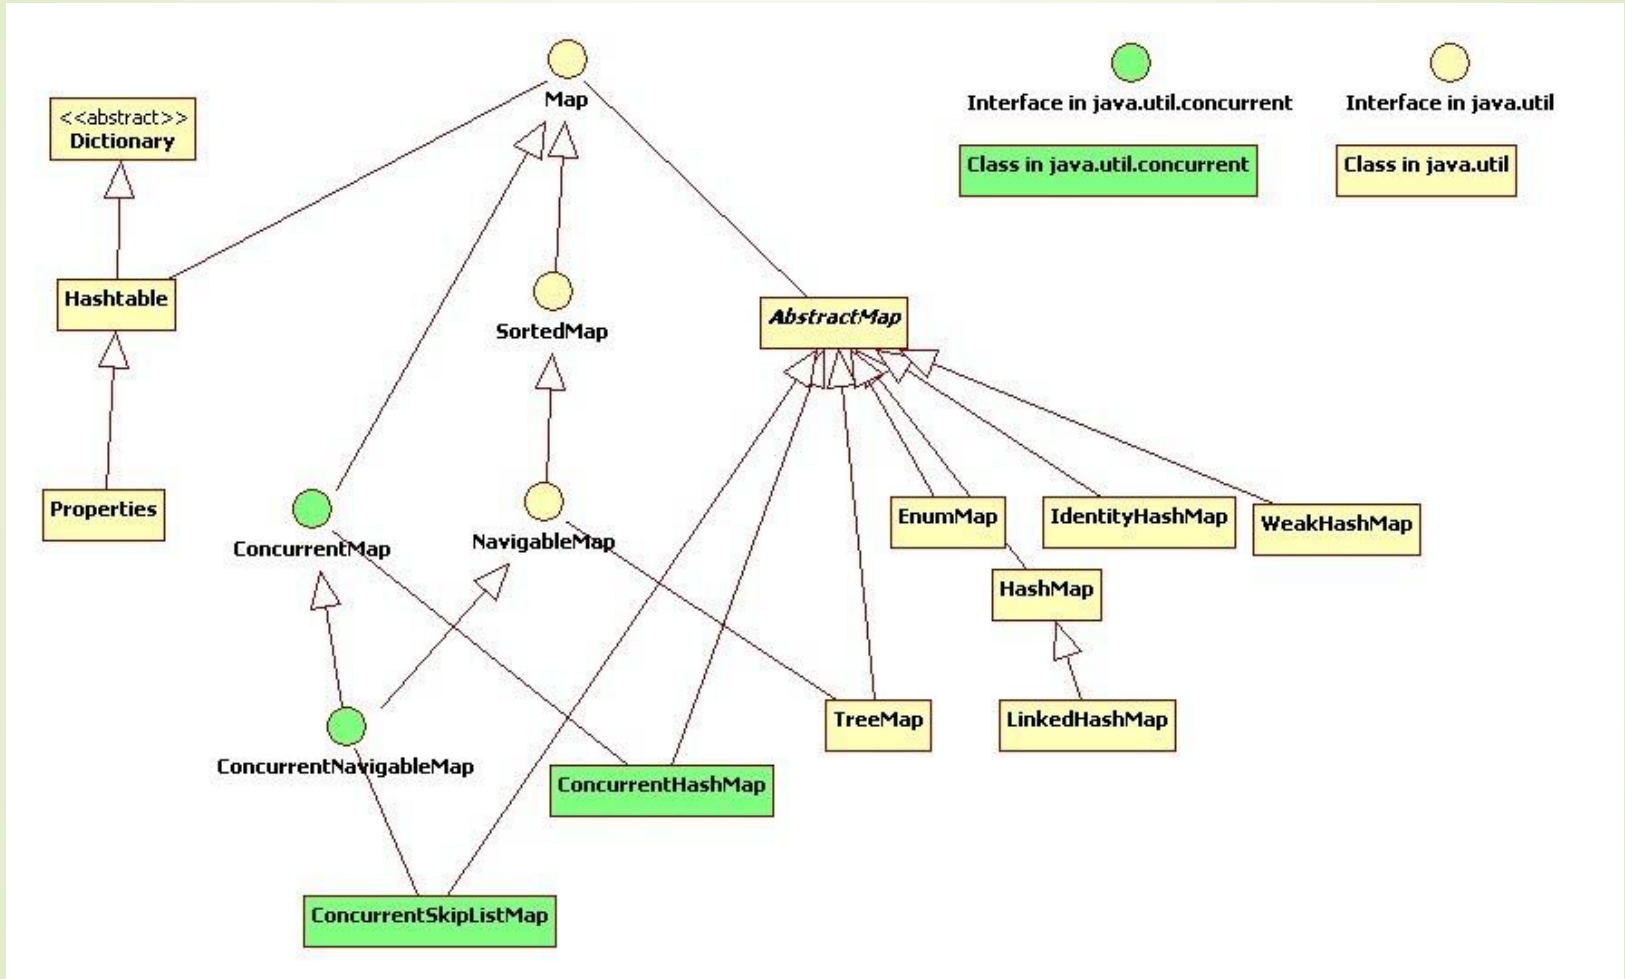 Map
Interface in java.util.concurrent
Interface in java.util
<<abstract>>
Dictionary
Class in java.util.concurrent
Class in java.util
Hashtable
SortedMap
AbstractMap
Properties
ConcurrentMap
NavigableMap
EnumMap
IdentityHashMap
WeakHashMap
HashMap
ConcurrentNavigableMap
ConcurrentHashMap
TreeMap
LinkedHashMap
ConcurrentSkipListMap